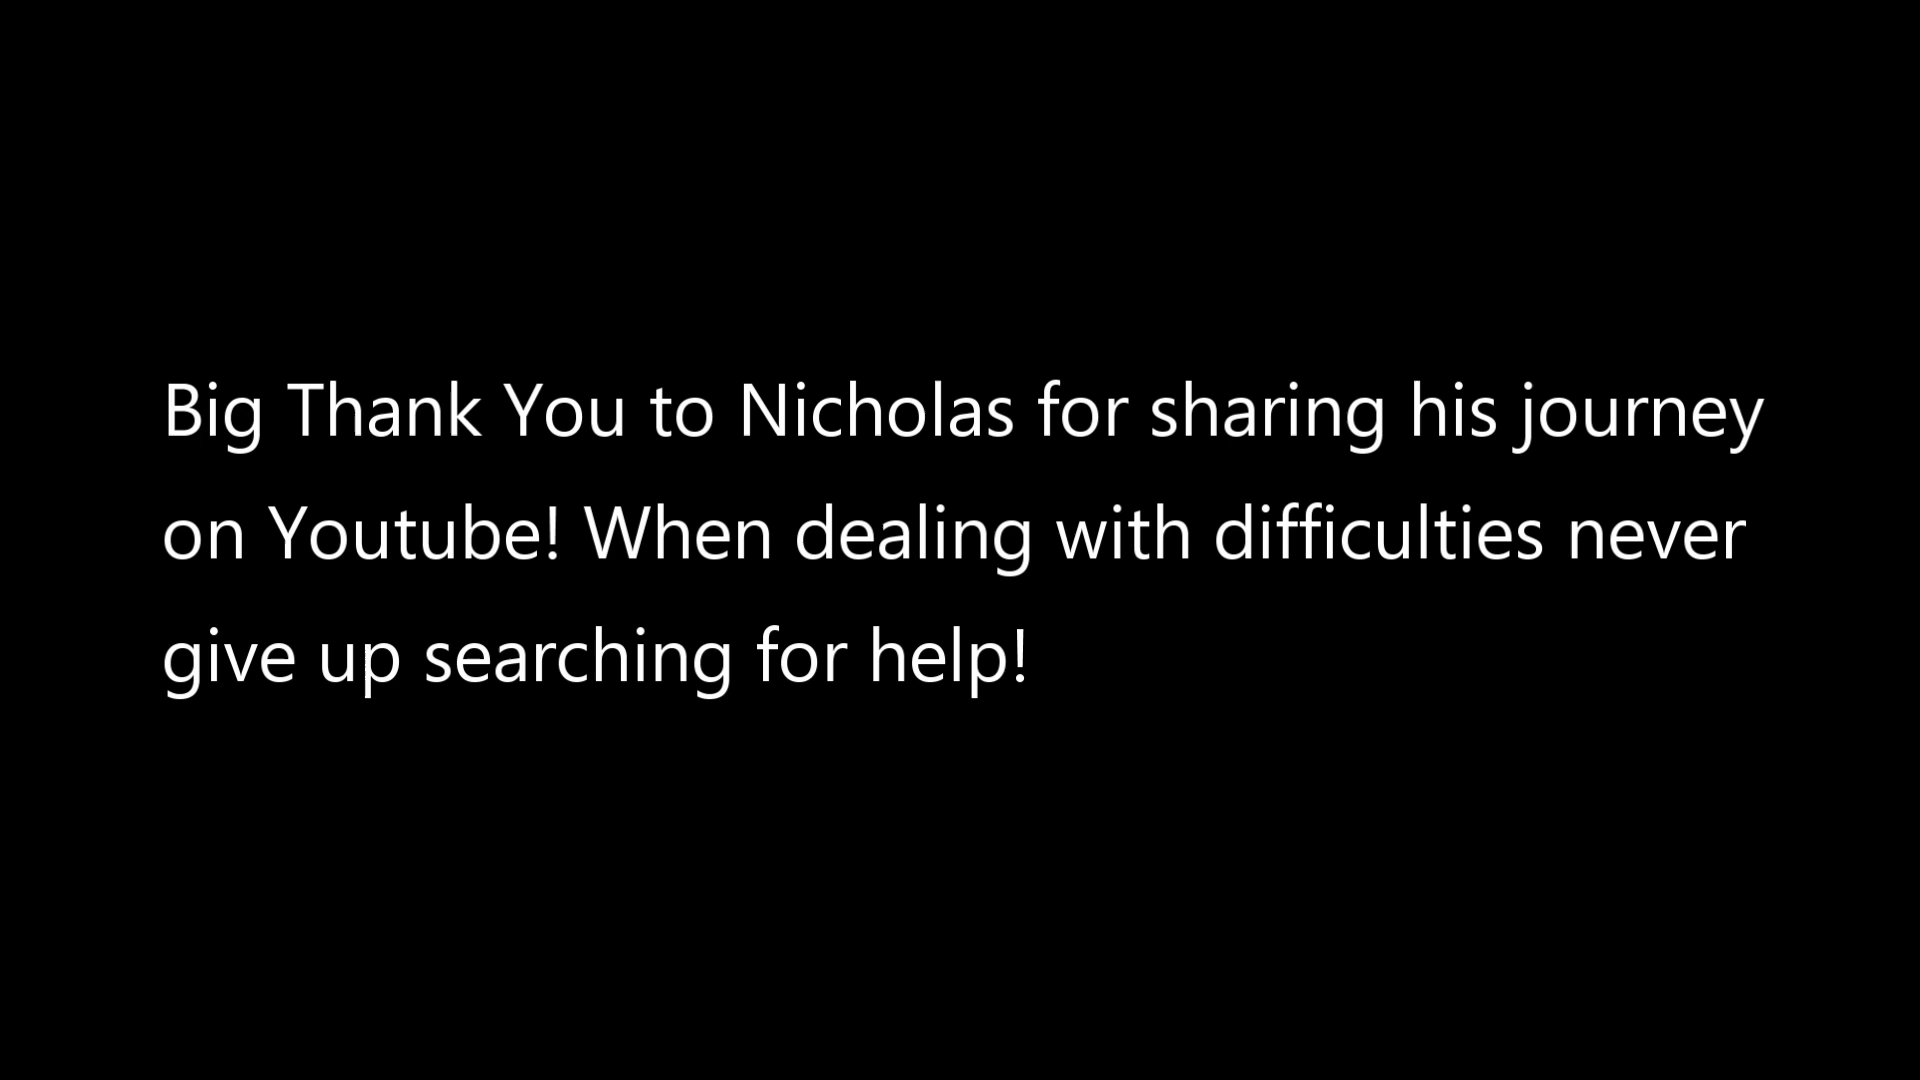 Big Thank You to Nicholas for sharing his journey
on Youtube! When dealing with difficulties never
give up searching for help!